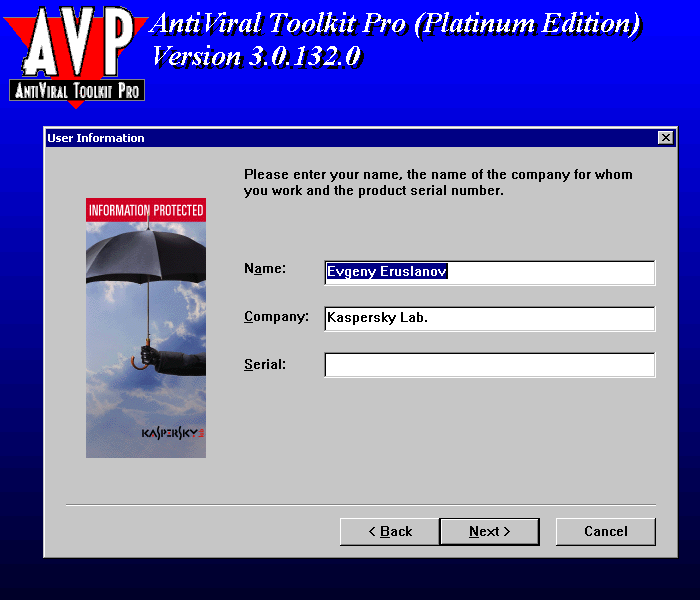 AVP
ANTIVIRAL TOOLKIT PRO
AntiViral Toolkit Pro (Platinum Edition)
Version 3.0.132.0
User Information
Please enter your name, the name of the company for whom
you work and the product serial number.
INFORMATION PROTECTED
KASPERSKY
Name:
Evgeny Eruslanov
Company:
Kaspersky Lab.
Serial:
< Back
Next >
Cancel